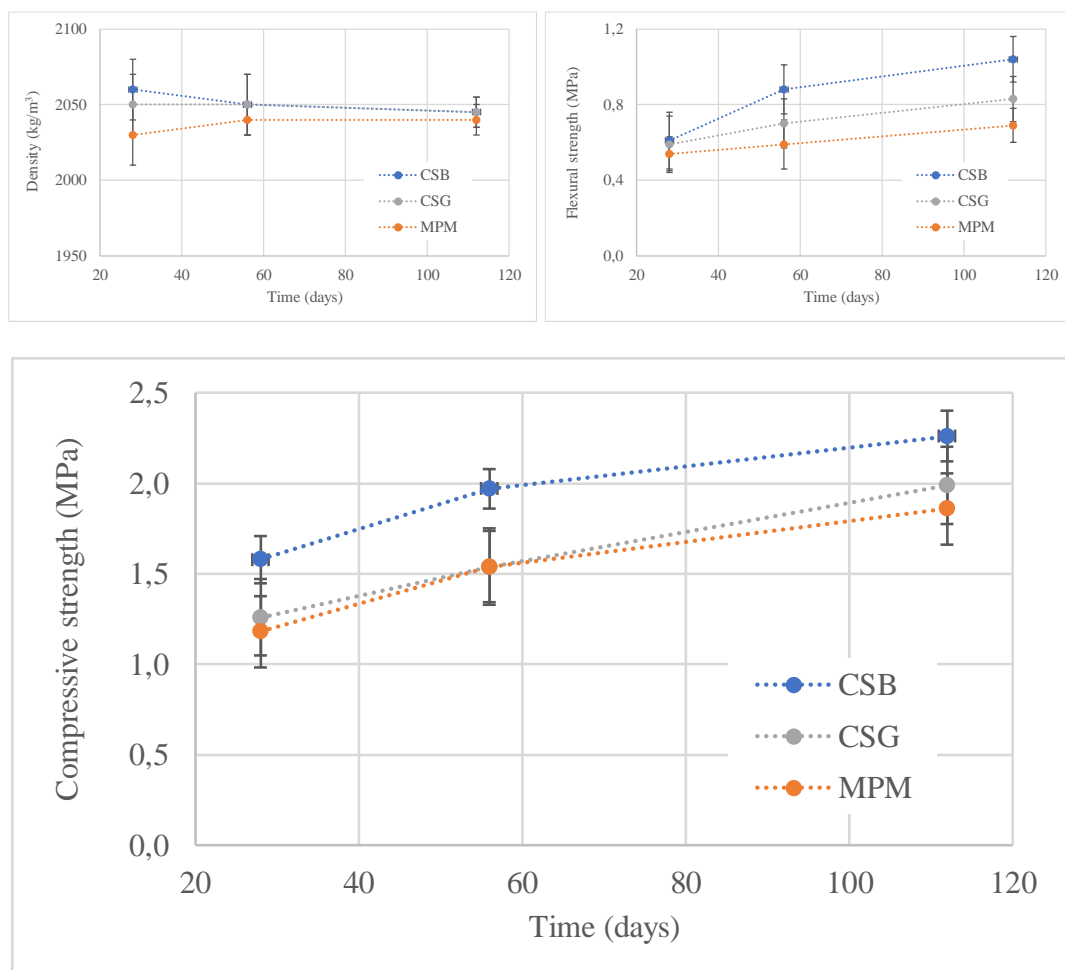 2100
2050
2000
1950
Density (kg/m³)
20 40 60 80 100 120
Time (days)
CSB
CSG
MPM
1,2
0,8
0,4
0,0
Flexural strength (MPa)
20 40 60 80 100 120
Time (days)
CSB
CSG
MPM
2,5
2,0
1,5
1,0
0,5
0,0
Compressive strength (MPa)
20 40 60 80 100 120
Time (days)
CSB
CSG
MPM